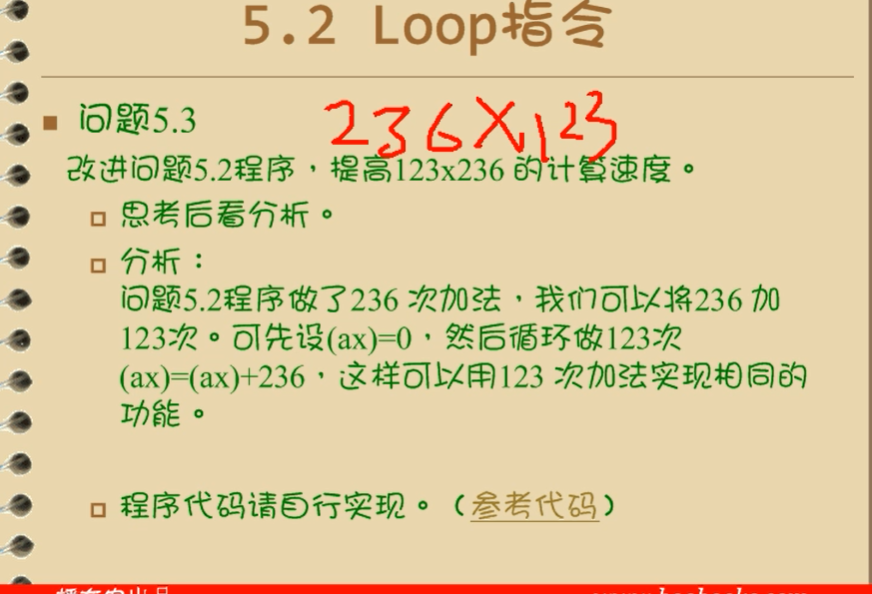 5.2 Loop指令
236X123
问题5.3
改进问题5.2程序，提高123x236 的计算速度。
思考后看分析。
分析：
问题5.2程序做了236 次加法，我们可以将236 加
123次。可先设(ax)=0，然后循环做123次
(ax)=(ax)+236，这样可以用123 次加法实现相同的
功能。
程序代码请自行实现。（参考代码）